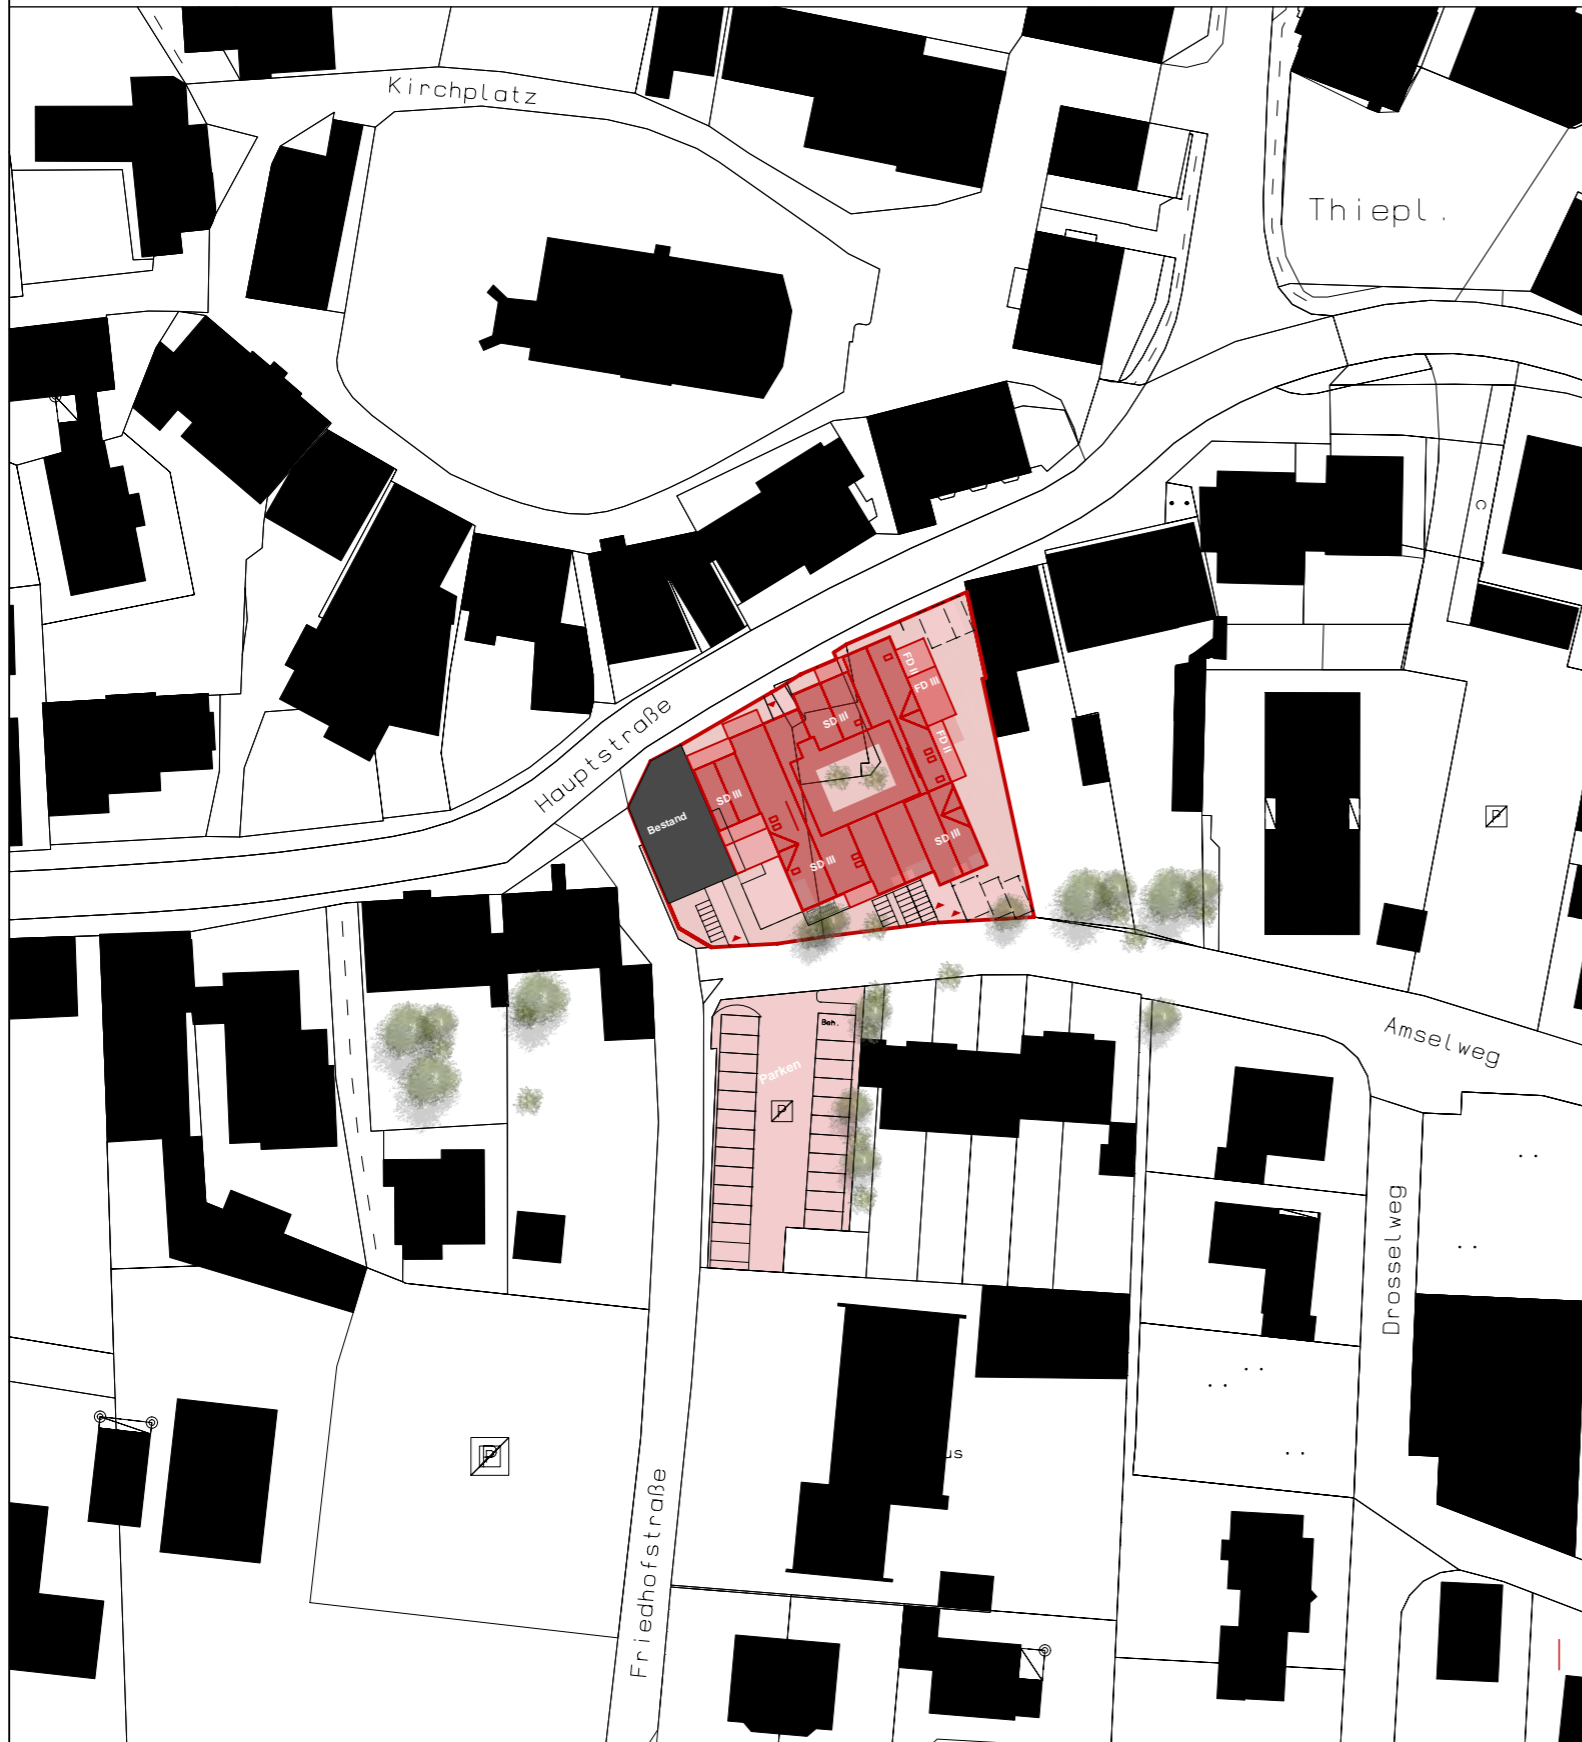 Kirchplatz
Thiepl.
C
Hauptstraße
FD II
FD III
SD III
FD II
SD III
Bestand
SD III
SD III
P
Beh.
Parken
P
Amselweg
Drosselweg
us
P
Friedhofstraße